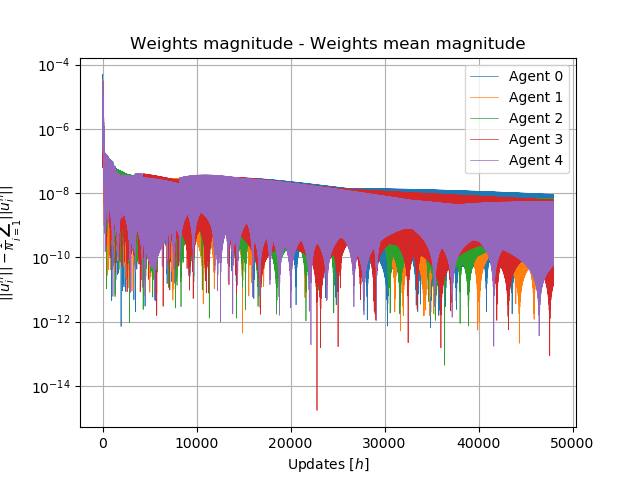 Weights magnitude - Weights mean magnitude
10⁻⁴
10⁻⁶
10⁻⁸
10⁻¹⁰
10⁻¹²
10⁻¹⁴
Agent 0
Agent 1
Agent 2
Agent 3
Agent 4
0
10000
20000
30000
40000
50000
Updates [h]